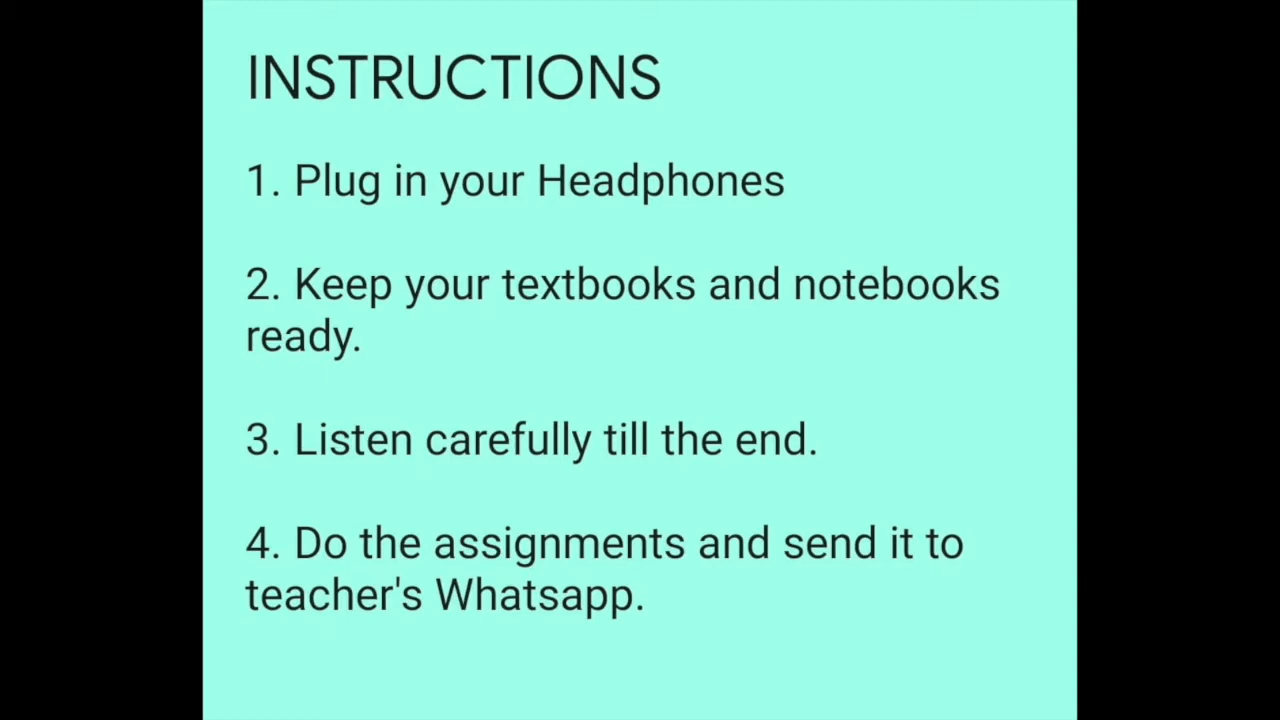 INSTRUCTIONS
1. Plug in your Headphones
2. Keep your textbooks and notebooks
ready.
3. Listen carefully till the end.
4. Do the assignments and send it to
teacher's Whatsapp.